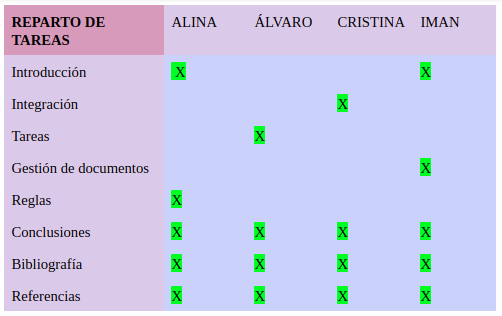 REPARTO DE TAREAS ALINA ÁLVARO CRISTINA IMAN
Introducción X X
Integración X
Tareas X
Gestión de documentos X
Reglas X
Conclusiones X X X X
Bibliografía X X X X
Referencias X X X X